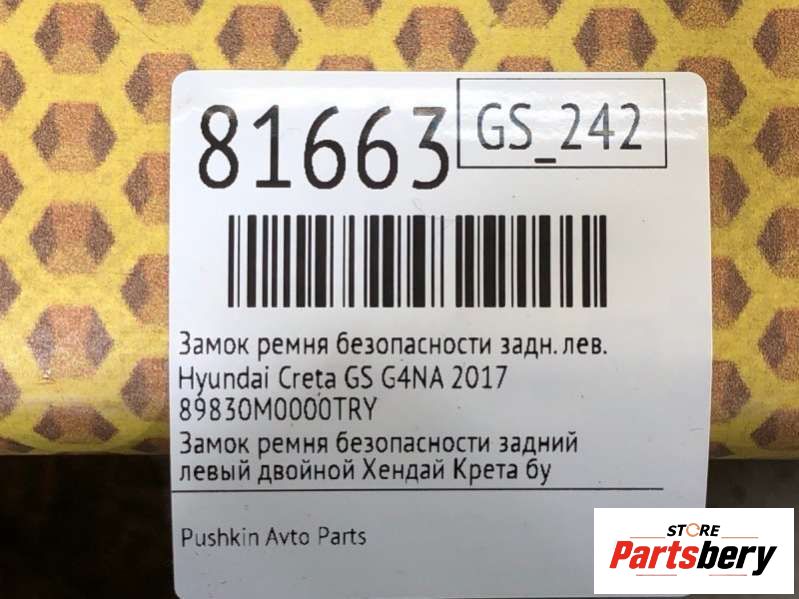 81663
GS_242
Замок ремня безопасности задн. лев.
Hyundai Creta GS G4NA 2017
89830M0000TRY
Замок ремня безопасности задний
левый двойной Хендай Крета бу
Pushkin Avto Parts
STORE
Partsbery